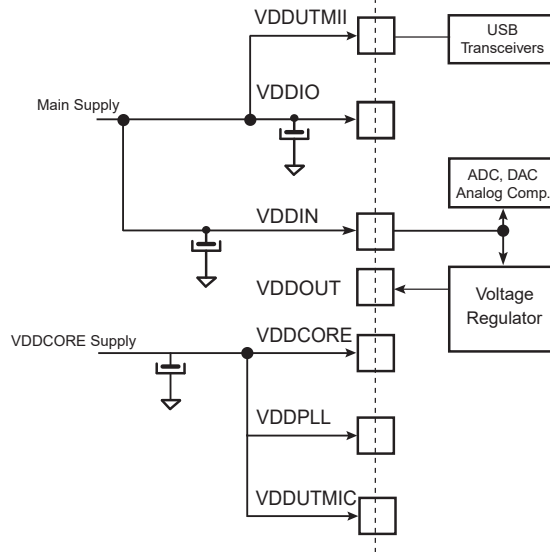 VDDUTMII
USB
Transceivers
Main Supply
VDDIO
ADC, DAC
Analog Comp.
VDDIN
VDDOUT
Voltage
Regulator
VDDCORE Supply
VDDCORE
VDDPLL
VDDUTMIC